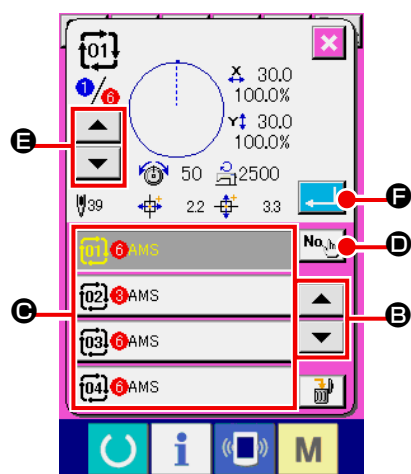 01
1/6
X 30.0
100.0%
Y 30.0
100.0%
E
50 2500
39 2.2 3.3
F
No.
D
01 6 AMS
02 3 AMS
B
C
03 6 AMS
04 6 AMS
i M